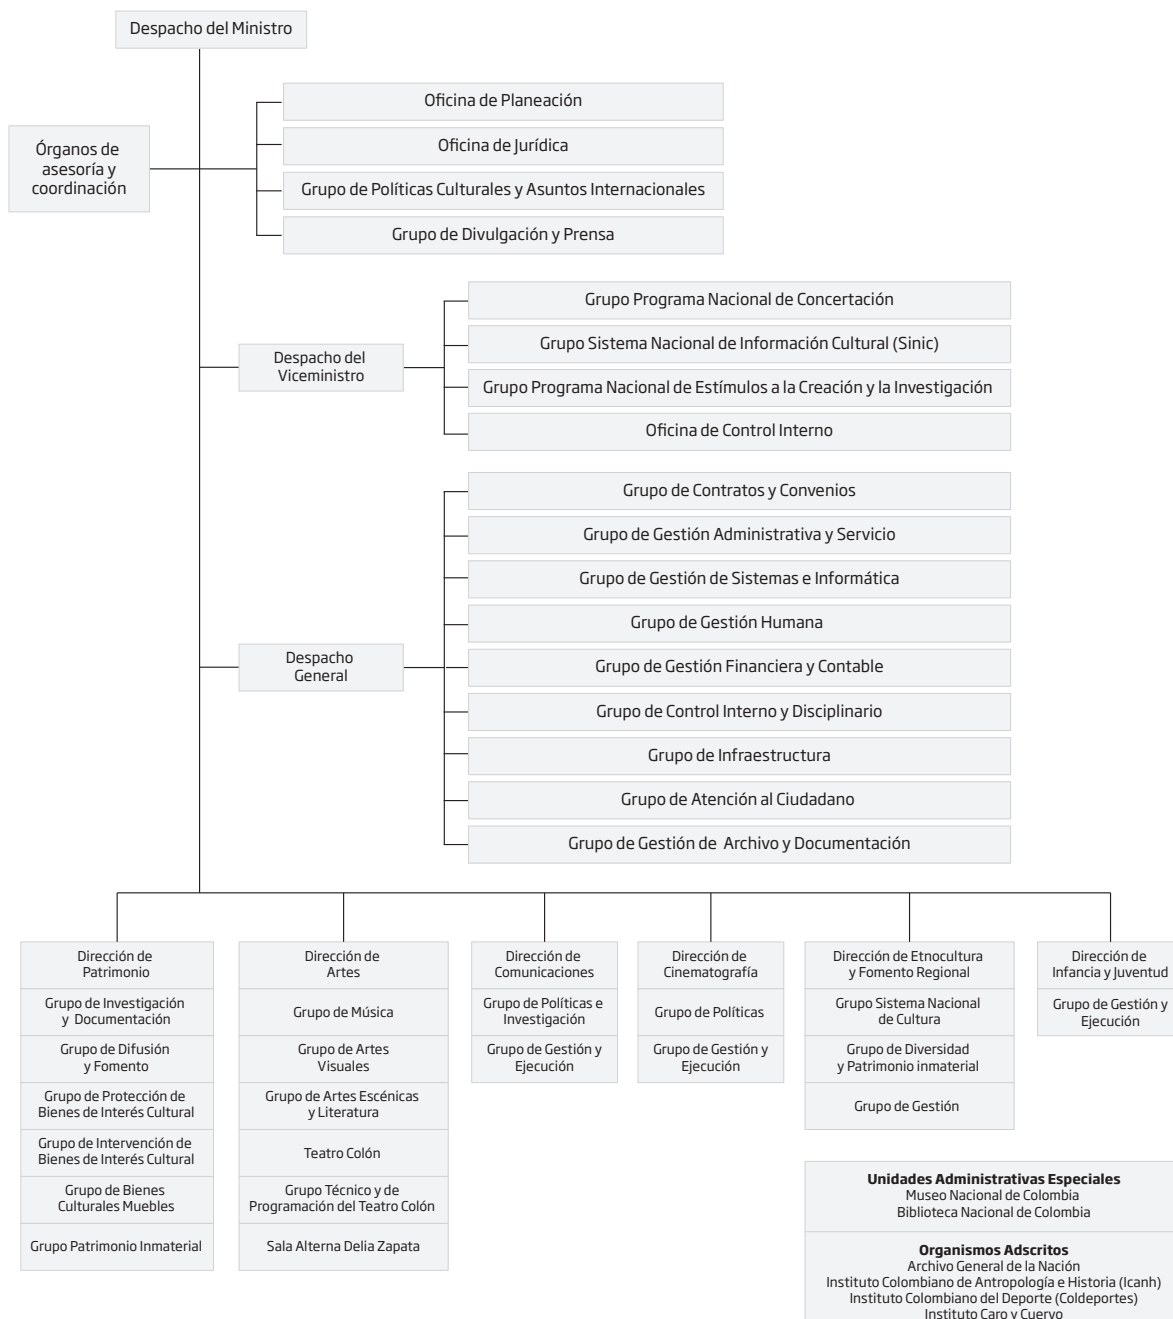 Despacho del Ministro
Órganos de
asesoría y
coordinación
Oficina de Planeación
Oficina de Jurídica
Grupo de Políticas Culturales y Asuntos Internacionales
Grupo de Divulgación y Prensa
Despacho del
Viceministro
Grupo Programa Nacional de Concertación
Grupo Sistema Nacional de Información Cultural (Sinic)
Grupo Programa Nacional de Estímulos a la Creación y la Investigación
Oficina de Control Interno
Despacho
General
Grupo de Contratos y Convenios
Grupo de Gestión Administrativa y Servicio
Grupo de Gestión de Sistemas e Informática
Grupo de Gestión Humana
Grupo de Gestión Financiera y Contable
Grupo de Control Interno y Disciplinario
Grupo de Infraestructura
Grupo de Atención al Ciudadano
Grupo de Gestión de Archivo y Documentación
Dirección de
Patrimonio
Grupo de Investigación
y Documentación
Grupo de Difusión
y Fomento
Grupo de Protección de
Bienes de Interés Cultural
Grupo de Intervención de
Bienes de Interés Cultural
Grupo de Bienes
Culturales Muebles
Grupo Patrimonio Inmaterial
Dirección de
Artes
Grupo de Música
Grupo de Artes
Visuales
Grupo de Artes Escénicas
y Literatura
Teatro Colón
Grupo Técnico y de
Programación del Teatro Colón
Sala Alterna Delia Zapata
Dirección de
Comunicaciones
Grupo de Políticas e
Investigación
Grupo de Gestión y
Ejecución
Dirección de
Cinematografía
Grupo de Políticas
Grupo de Gestión y
Ejecución
Dirección de Etnocultura
y Fomento Regional
Grupo Sistema Nacional
de Cultura
Grupo de Diversidad
y Patrimonio inmaterial
Grupo de Gestión
Dirección de
Infancia y Juventud
Grupo de Gestión y
Ejecución
Unidades Administrativas Especiales
Museo Nacional de Colombia
Biblioteca Nacional de Colombia
Organismos Adscritos
Archivo General de la Nación
Instituto Colombiano de Antropología e Historia (Icanh)
Instituto Colombiano del Deporte (Coldeportes)
Instituto Caro y Cuervo